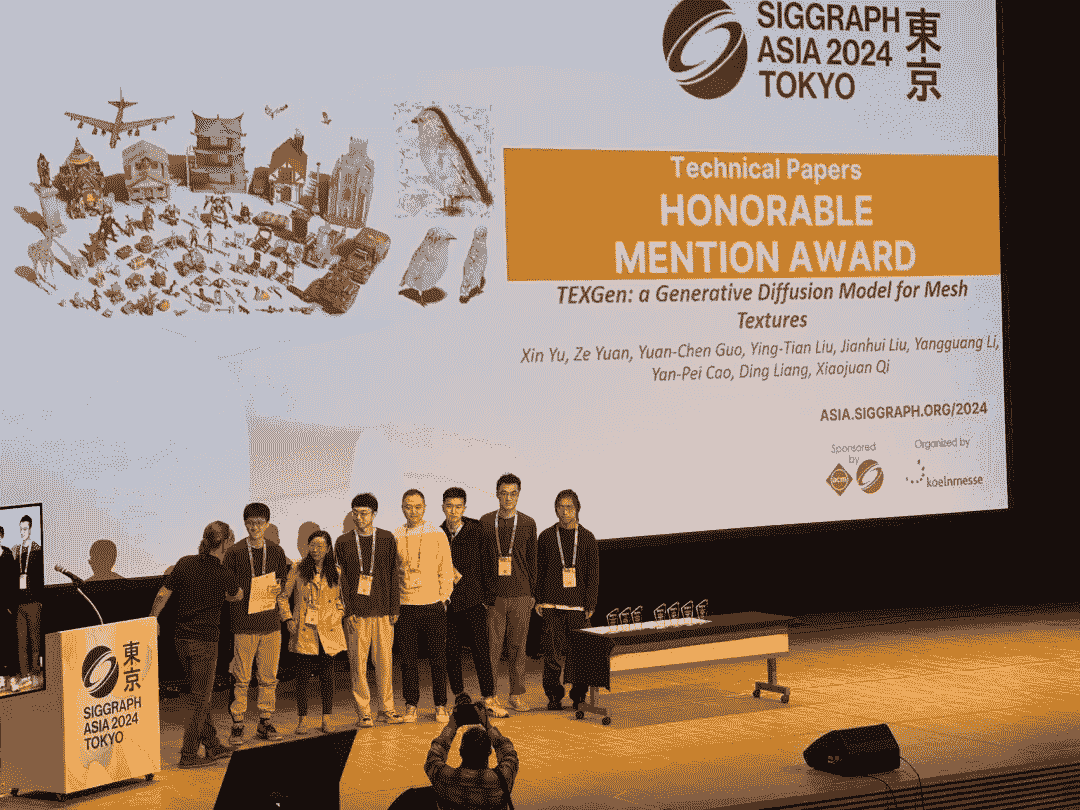 SIGGRAPH
ASIA 2024
TOKYO
東京
Technical Papers
HONORABLE
MENTION AWARD
TEXGen: a Generative Diffusion Model for Mesh
Textures
Xin Yu, Ze Yuan, Yuan-Chen Guo, Ying-Tian Liu, Jianhui Liu, Yangguang Li,
Yan-Pei Cao, Ding Liang, Xiaojuan Qi
ASIA.SIGGRAPH.ORG/2024
Sponsored
by
acm
Organized by
koelnmesse
東京
SIGGRAPH
ASIA 2024
TOKYO